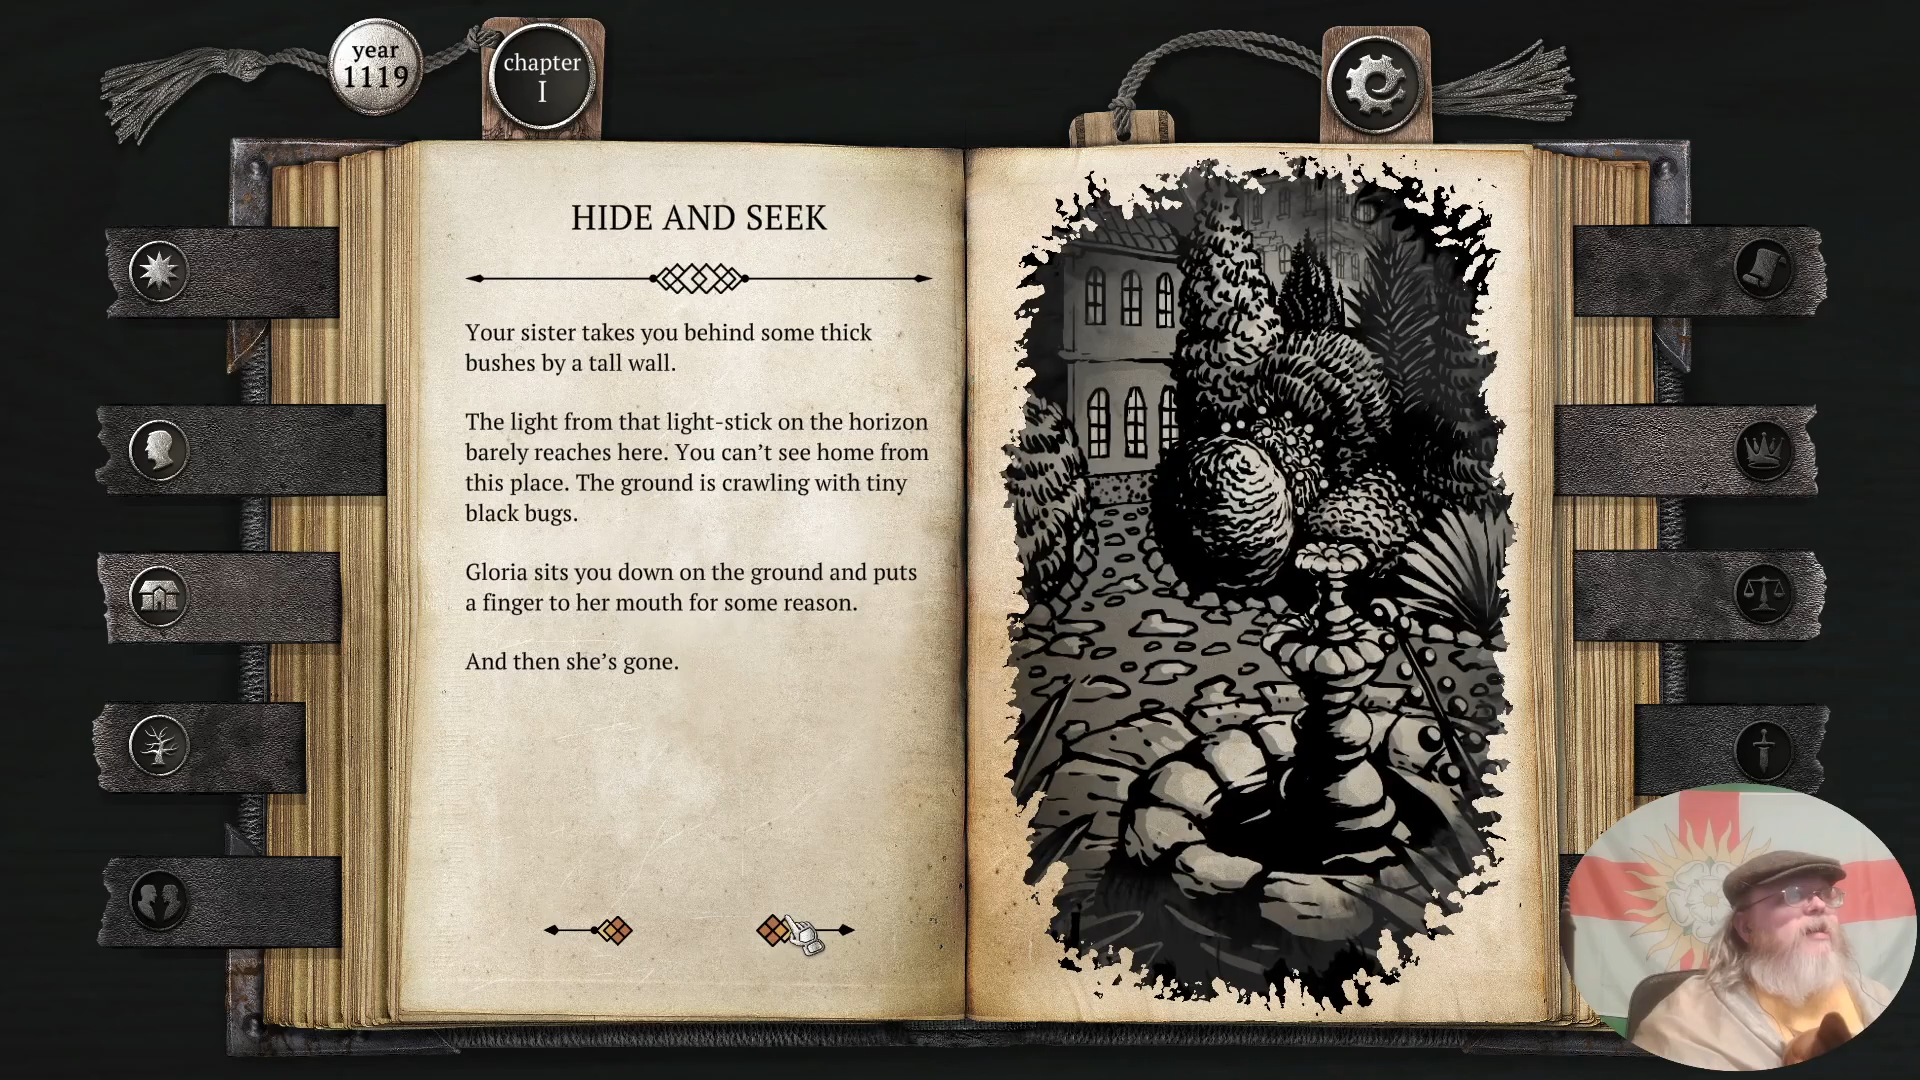 year
1119
chapter
I
HIDE AND SEEK
Your sister takes you behind some thick
bushes by a tall wall.
The light from that light-stick on the horizon
barely reaches here. You can’t see home from
this place. The ground is crawling with tiny
black bugs.
Gloria sits you down on the ground and puts
a finger to her mouth for some reason.
And then she’s gone.